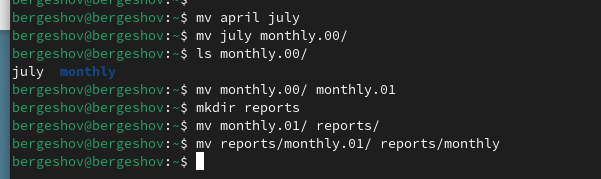 bergeshov@bergeshov:~$
bergeshov@bergeshov:~$ mv april july
bergeshov@bergeshov:~$ mv july monthly.00/
bergeshov@bergeshov:~$ ls monthly.00/
july  monthly
bergeshov@bergeshov:~$ mv monthly.00/ monthly.01
bergeshov@bergeshov:~$ mkdir reports
bergeshov@bergeshov:~$ mv monthly.01/ reports/
bergeshov@bergeshov:~$ mv reports/monthly.01/ reports/monthly
bergeshov@bergeshov:~$